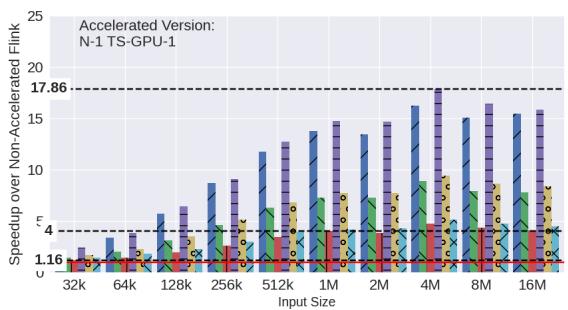 Speedup over Non-Accelerated Flink
25
20
17.86
15
10
5
4
1.16
0
Accelerated Version:
N-1 TS-GPU-1
32k 64k 128k 256k 512k 1M 2M 4M 8M 16M
Input Size